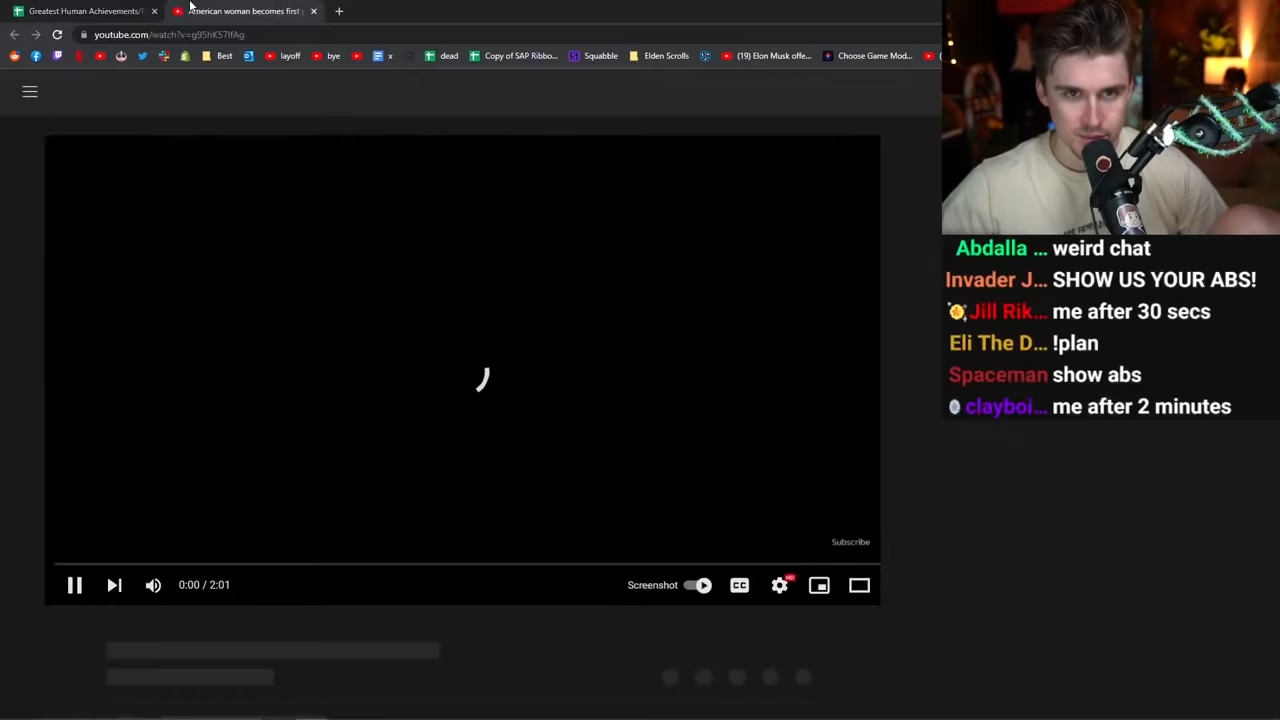 Greatest Human Achievements/
American woman becomes first
youtube.com/watch?v=g95hK57IfAg
Best layoff bye x dead Copy of SAP Ribbo... Squabble Elden Scrolls (19) Elon Musk offe... Choose Game Mod...
Abdalla ... weird chat
Invader J... SHOW US YOUR ABS!
Jill Rik... me after 30 secs
Eli The D... !plan
Spaceman show abs
clayboi... me after 2 minutes
Subscribe
0:00 / 2:01 Screenshot CC HD